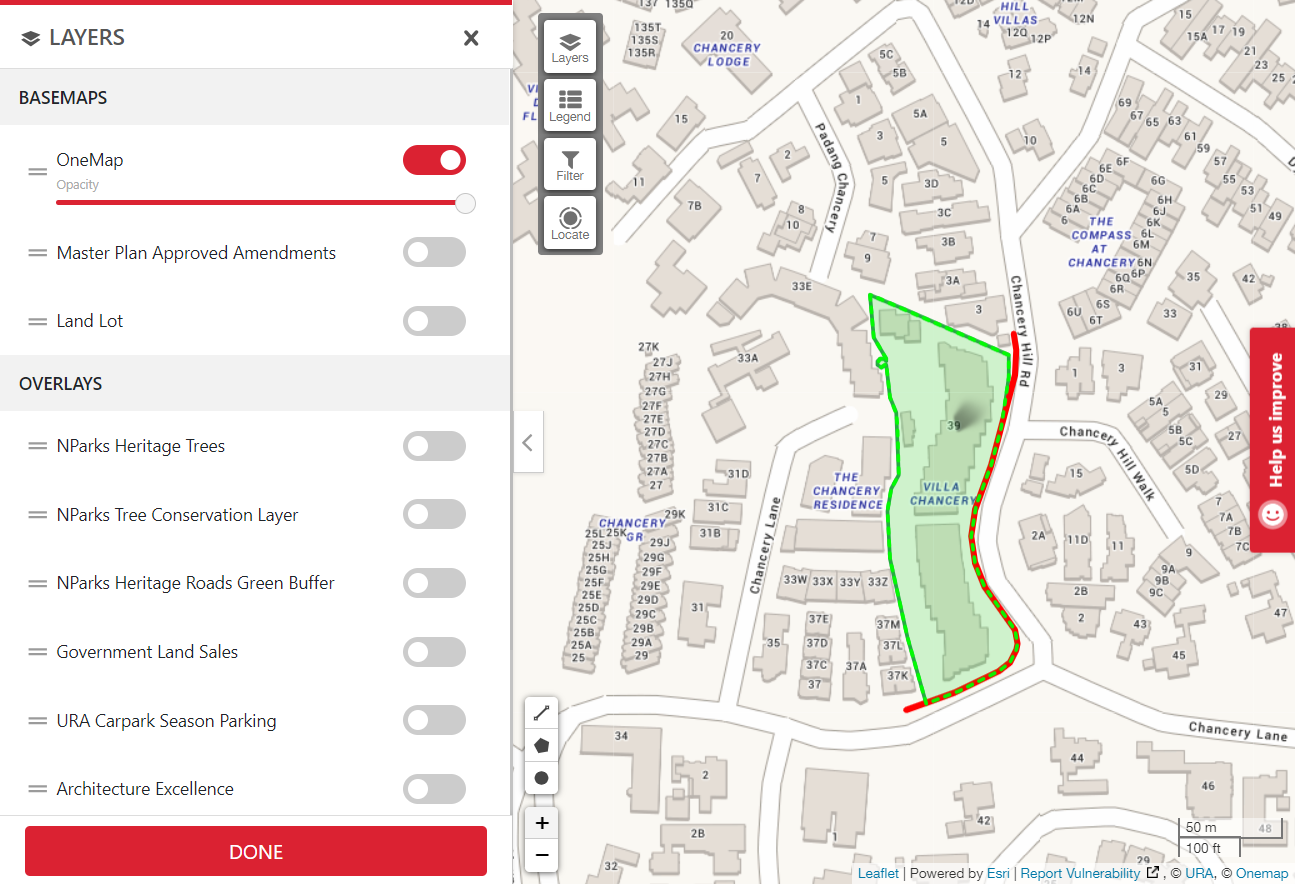 LAYERS
BASEMAPS
OneMap
Opacity
Master Plan Approved Amendments
Land Lot
OVERLAYS
NParks Heritage Trees
NParks Tree Conservation Layer
NParks Heritage Roads Green Buffer
Government Land Sales
URA Carpark Season Parking
Architecture Excellence
DONE
Layers
Legend
Filter
Locate
137
135Q
135T
135S
135R
20
CHANCERY
LODGE
HILL
VILLAS
14
12Q
12P
12N
12
14
15
15A
17
19
21
23
25
5C
5B
1
5A
3
5
15
Padang Chancery
2
7
11
7B
8
10
5
3D
3C
3B
7
9
3A
3
33E
10
69
67
65
63
61
59
57
55
53
51
49
6F
6E
6D
6C
6B
6A
6
6G
6H
6J
6K
6L
6M
6N
6P
6Q
6R
6S
6T
6U
THE
COMPASS
AT
CHANCERY
35
42
33
Chancery Hill Rd
27K
27J
27H
27G
27F
27E
27D
27C
27B
27A
27
33A
1
3
31
29
27
5A
5
5B
5C
5D
39
VILLA
CHANCERY
THE
CHANCERY
RESIDENCE
Chancery Hill Walk
15
7
7A
7B
7C
31D
31C
31B
29K
CHANCERY
GR
25L
25K
25J
25H
25G
25F
25E
25D
25C
25B
25A
25
29J
29G
29F
29E
29D
29C
29B
29A
29
Chancery Lane
33W
33X
33Y
33Z
31
35
37E
37D
37C
37
37A
37M
37L
37K
2A
11D
11
9
9A
9B
9C
2B
2
43
45
47
Chancery Lane
34
2
2B
32
1
42
44
46
48
29
+
−
50 m
100 ft
Help us improve
Leaflet | Powered by Esri | Report Vulnerability , © URA, © Onemap